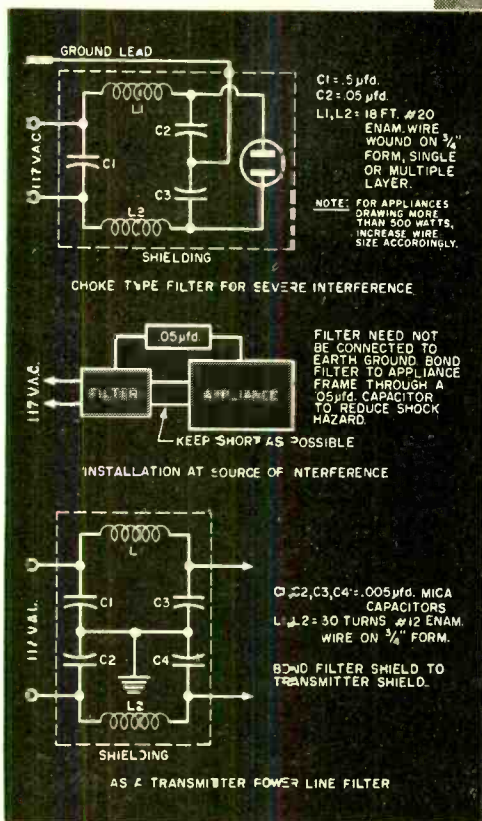 GROUND LEAD
L1
C2
C1
C3
L2
117 V.A.C.
SHIELDING
C1 = .5 µfd.
C2 = .05 µfd.
L1, L2 = 18 FT. #20
ENAM. WIRE
WOUND ON 3/4"
FORM, SINGLE
OR MULTIPLE
LAYER.
NOTE: FOR APPLIANCES
DRAWING MORE
THAN 500 WATTS,
INCREASE WIRE
SIZE ACCORDINGLY.
CHOKE TYPE FILTER FOR SEVERE INTERFERENCE
.05 µfd.
117 V.A.C.
FILTER
APPLIANCE
KEEP SHORT AS POSSIBLE
FILTER NEED NOT
BE CONNECTED TO
EARTH GROUND BOND
FILTER TO APPLIANCE
FRAME THROUGH A
.05 µfd. CAPACITOR
TO REDUCE SHOCK
HAZARD.
INSTALLATION AT SOURCE OF INTERFERENCE
L
C1
C3
117 V.A.C.
C2
C4
L2
SHIELDING
C1, C2, C3, C4 = .005 µfd. MICA
CAPACITORS
L1, L2 = 30 TURNS #12 ENAM.
WIRE ON 3/4" FORM.
BOND FILTER SHIELD TO
TRANSMITTER SHIELD.
AS A TRANSMITTER POWER LINE FILTER